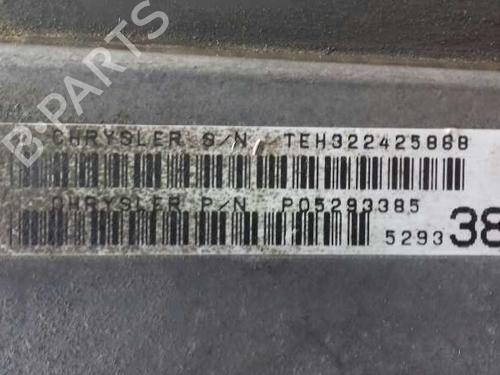 CHRYSLER S/N TEH322425888
CHRYSLER P/N P05293385
5293 38
B-PARTS